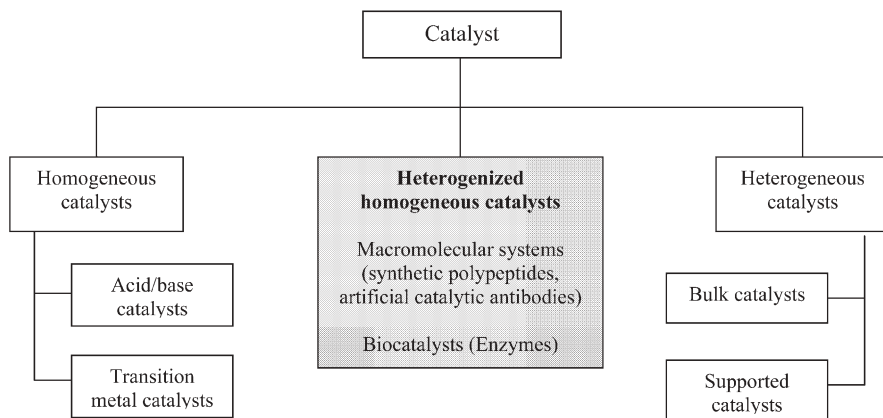 Catalyst
Homogeneous
catalysts
Acid/base
catalysts
Transition
metal catalysts
Heterogenized
homogeneous catalysts
Macromolecular systems
(synthetic polypeptides,
artificial catalytic antibodies)
Biocatalysts (Enzymes)
Heterogeneous
catalysts
Bulk catalysts
Supported
catalysts